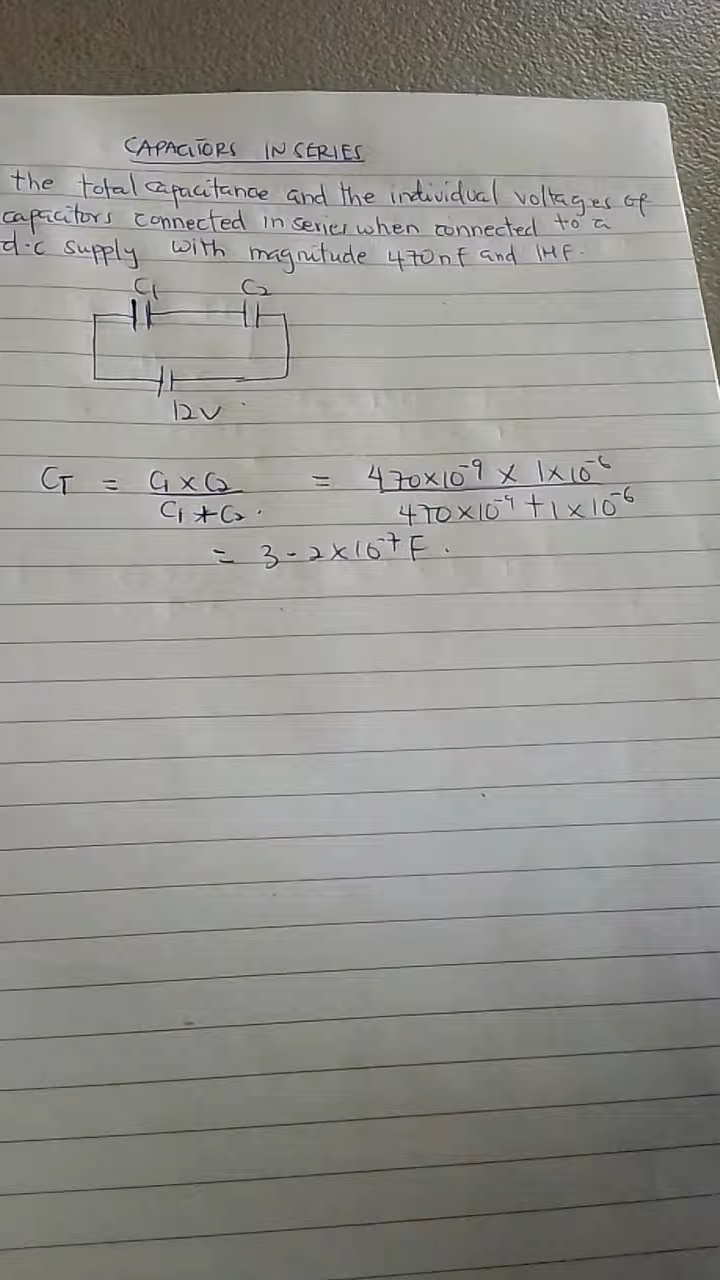 CAPACITORS IN SERIES
the total capacitance and the individual voltages of
capacitors connected in series when connected to a
d.c supply with magnitude 470nF and 1MF.
C1 C2
12V
CT = C1 x C2 / C1 + C2 = 470x10^-9 x 1x10^-6 / 470x10^-9 + 1x10^-6
= 3-2x10^-7 F.